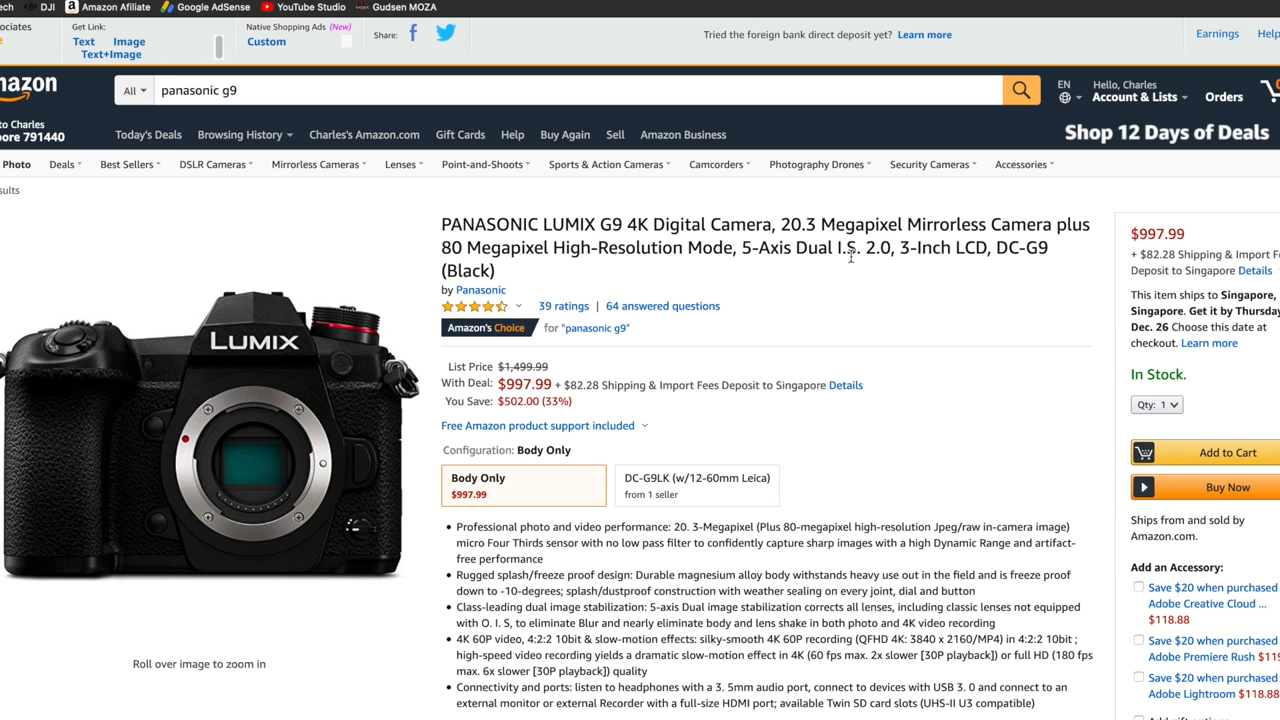 ech DJI Amazon Afiliate Google AdSense YouTube Studio Gudsen MOZA
ociates Get Link: Native Shopping Ads (New)
e Text Image Custom Share: Tried the foreign bank direct deposit yet? Learn more Earnings Help
Text+Image
mazon All panasonic g9 EN Hello, Charles
Account & Lists Orders
to Charles
pore 791440 Today's Deals Browsing History Charles's Amazon.com Gift Cards Help Buy Again Sell Amazon Business Shop 12 Days of Deals
Photo Deals Best Sellers DSLR Cameras Mirrorless Cameras Lenses Point-and-Shoots Sports & Action Cameras Camcorders Photography Drones Security Cameras Accessories
sults
PANASONIC LUMIX G9 4K Digital Camera, 20.3 Megapixel Mirrorless Camera plus
80 Megapixel High-Resolution Mode, 5-Axis Dual I.S. 2.0, 3-Inch LCD, DC-G9
(Black)
by Panasonic
39 ratings | 64 answered questions
Amazon's Choice for "panasonic g9"
LUMIX
List Price $1,499.99
With Deal: $997.99 + $82.28 Shipping & Import Fees Deposit to Singapore Details
You Save: $502.00 (33%)
Free Amazon product support included
Configuration: Body Only
Body Only
$997.99
DC-G9LK (w/12-60mm Leica)
from 1 seller
• Professional photo and video performance: 20. 3-Megapixel (Plus 80-megapixel high-resolution Jpeg/raw in-camera image)
micro Four Thirds sensor with no low pass filter to confidently capture sharp images with a high Dynamic Range and artifact-
free performance
• Rugged splash/freeze proof design: Durable magnesium alloy body withstands heavy use out in the field and is freeze proof
down to -10-degrees; splash/dustproof construction with weather sealing on every joint, dial and button
• Class-leading dual image stabilization: 5-axis Dual image stabilization corrects all lenses, including classic lenses not equipped
with O. I. S, to eliminate Blur and nearly eliminate body and lens shake in both photo and 4K video recording
• 4K 60P video, 4:2:2 10bit & slow-motion effects: silky-smooth 4K 60P recording (QFHD 4K: 3840 x 2160/MP4) in 4:2:2 10bit ;
high-speed video recording yields a dramatic slow-motion effect in 4K (60 fps max. 2x slower [30P playback]) or full HD (180 fps
max. 6x slower [30P playback]) quality
• Connectivity and ports: listen to headphones with a 3. 5mm audio port, connect to devices with USB 3. 0 and connect to an
external monitor or external Recorder with a full-size HDMI port; available Twin SD card slots (UHS-II U3 compatible)
Roll over image to zoom in
$997.99
+ $82.28 Shipping & Import Fe
Deposit to Singapore Details
This item ships to Singapore,
Singapore. Get it by Thursday
Dec. 26 Choose this date at
checkout. Learn more
In Stock.
Qty: 1
Add to Cart
Buy Now
Ships from and sold by
Amazon.com.
Add an Accessory:
Save $20 when purchased
Adobe Creative Cloud ...
$118.88
Save $20 when purchased
Adobe Premiere Rush $119
Save $20 when purchased
Adobe Lightroom $118.88